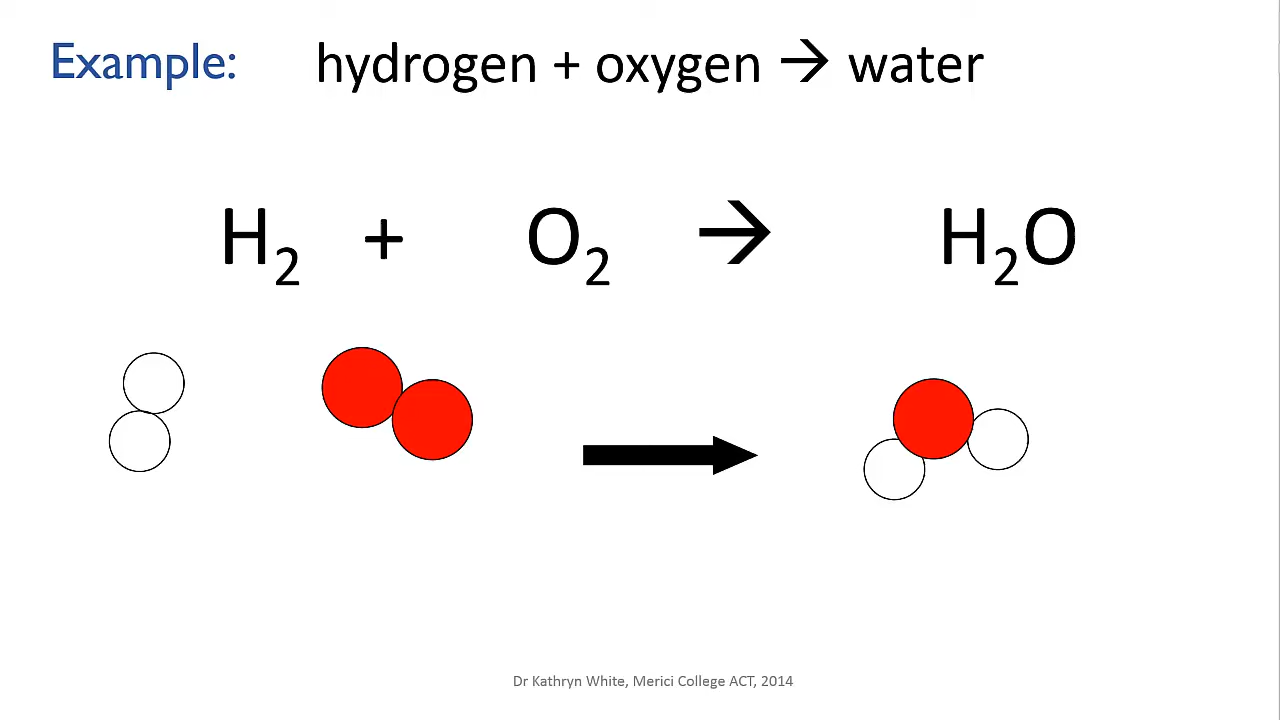 Example: hydrogen + oxygen → water
H₂ + O₂ → H₂O
Dr Kathryn White, Merici College ACT, 2014